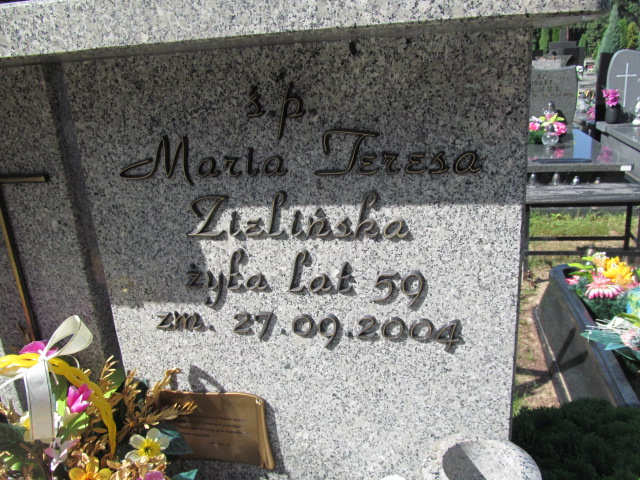 ś.p.
Maria Teresa
Zielińska
żyła lat 59
zm. 27.09.2004